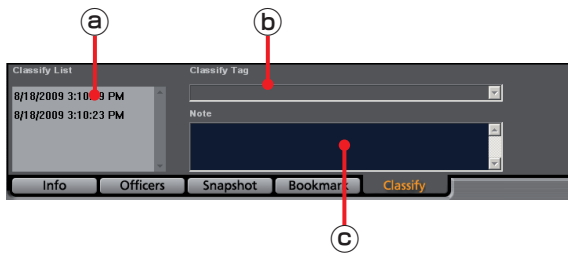 a b
Classify List Classify Tag
8/18/2009 3:10: 9 PM
8/18/2009 3:10:23 PM
Note
Info Officers Snapshot Bookmark Classify
c